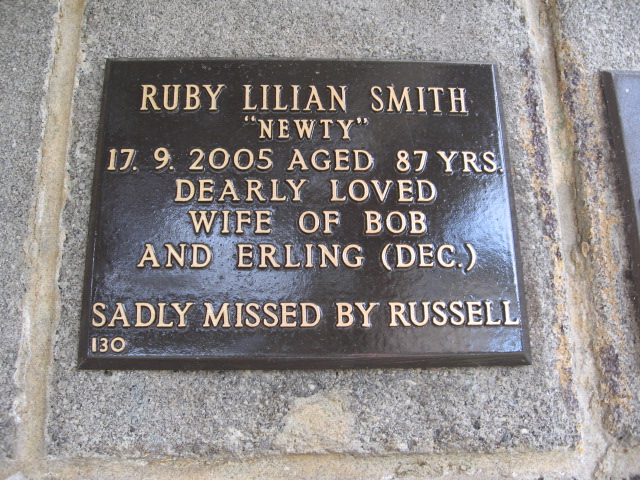 RUBY LILIAN SMITH
"NEWTY"
17. 9. 2005 AGED 87 YRS.
DEARLY LOVED
WIFE OF BOB
AND ERLING (DEC.)
SADLY MISSED BY RUSSELL
130